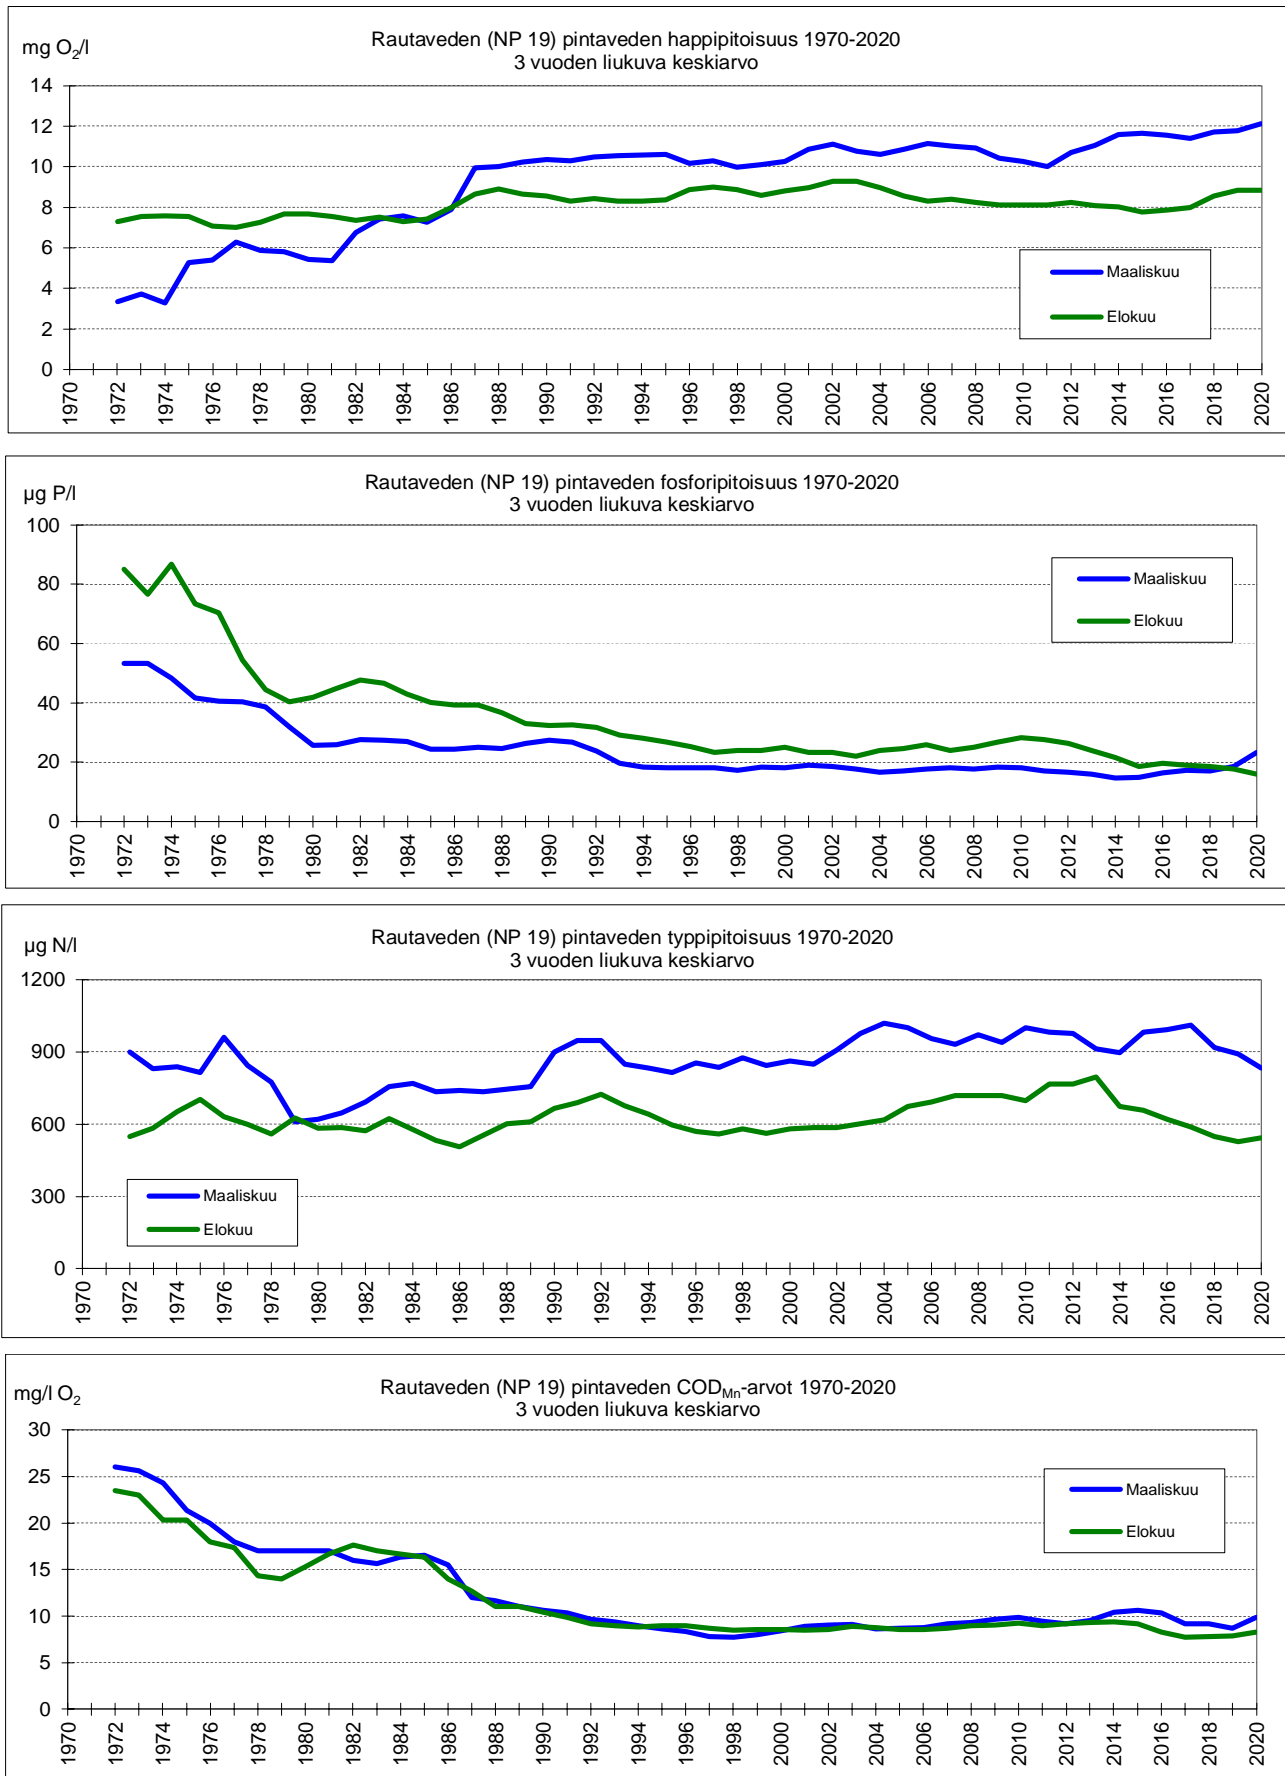 Rautaveden (NP 19) pintaveden happipitoisuus 1970-2020
3 vuoden liukuva keskiarvo
mg O₂/l
14
12
10
8
6
4
2
0
Maaliskuu
Elokuu
1970 1972 1974 1976 1978 1980 1982 1984 1986 1988 1990 1992 1994 1996 1998 2000 2002 2004 2006 2008 2010 2012 2014 2016 2018 2020
Rautaveden (NP 19) pintaveden fosforipitoisuus 1970-2020
3 vuoden liukuva keskiarvo
µg P/l
100
80
60
40
20
0
Maaliskuu
Elokuu
1970 1972 1974 1976 1978 1980 1982 1984 1986 1988 1990 1992 1994 1996 1998 2000 2002 2004 2006 2008 2010 2012 2014 2016 2018 2020
Rautaveden (NP 19) pintaveden typpipitoisuus 1970-2020
3 vuoden liukuva keskiarvo
µg N/l
1200
900
600
300
0
Maaliskuu
Elokuu
1970 1972 1974 1976 1978 1980 1982 1984 1986 1988 1990 1992 1994 1996 1998 2000 2002 2004 2006 2008 2010 2012 2014 2016 2018 2020
Rautaveden (NP 19) pintaveden COD_Mn-arvot 1970-2020
3 vuoden liukuva keskiarvo
mg/l O₂
30
25
20
15
10
5
0
Maaliskuu
Elokuu
1970 1972 1974 1976 1978 1980 1982 1984 1986 1988 1990 1992 1994 1996 1998 2000 2002 2004 2006 2008 2010 2012 2014 2016 2018 2020